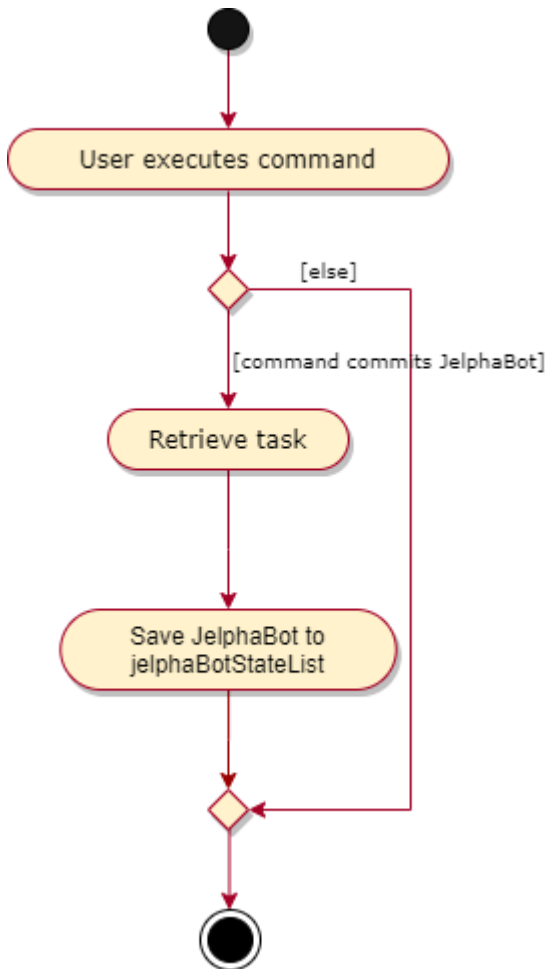 User executes command
[else]
[command commits JelphaBot]
Retrieve task
Save JelphaBot to
jelphaBotStateList